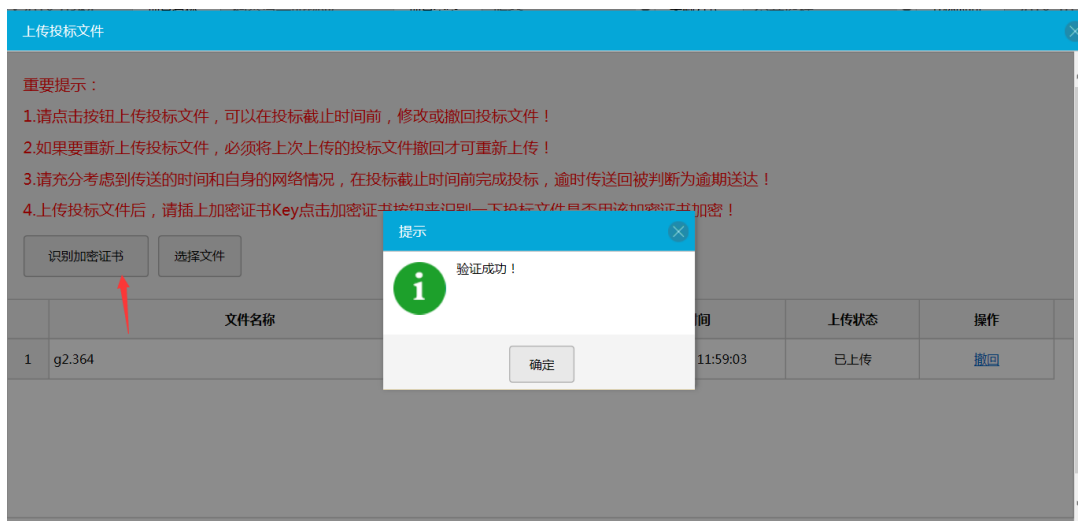 上传投标文件
重要提示：
1.请点击按钮上传投标文件，可以在投标截止时间前，修改或撤回投标文件！
2.如果要重新上传投标文件，必须将上次上传的投标文件撤回才可重新上传！
3.请充分考虑到传送的时间和自身的网络情况，在投标截止时间前完成投标，逾时传送回被判断为逾期送达！
4.上传投标文件后，请插上加密证书Key点击加密证书按钮来识别一下投标文件是否用该加密证书加密！
识别加密证书 选择文件
提示
验证成功！
确定
文件名称 间 上传状态 操作
1 g2.364 11:59:03 已上传 撤回